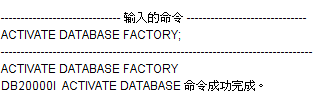 ------------------------------ 输入的命令 ------------------------------
ACTIVATE DATABASE FACTORY;
------------------------------------------------------------------------------
ACTIVATE DATABASE FACTORY
DB20000I  ACTIVATE DATABASE 命令成功完成。